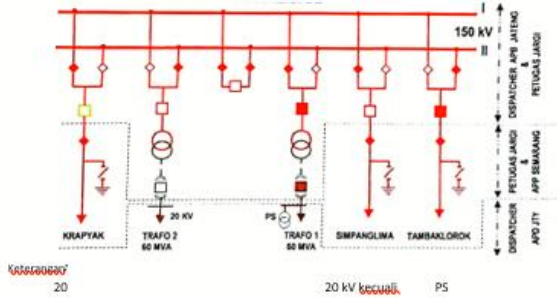 I
150 kV
II
DISPATCHER APB JATENG
&
PETUGAS JARGI
PETUGAS JARGI
&
APP SEMARANG
DISPATCHER
APD JTY
20 KV
PS
KRAPYAK
TRAFO 2
60 MVA
TRAFO 1
60 MVA
SIMPANGLIMA
TAMBAKLOROK
Keterangan"
20
20 kV kecuali
PS